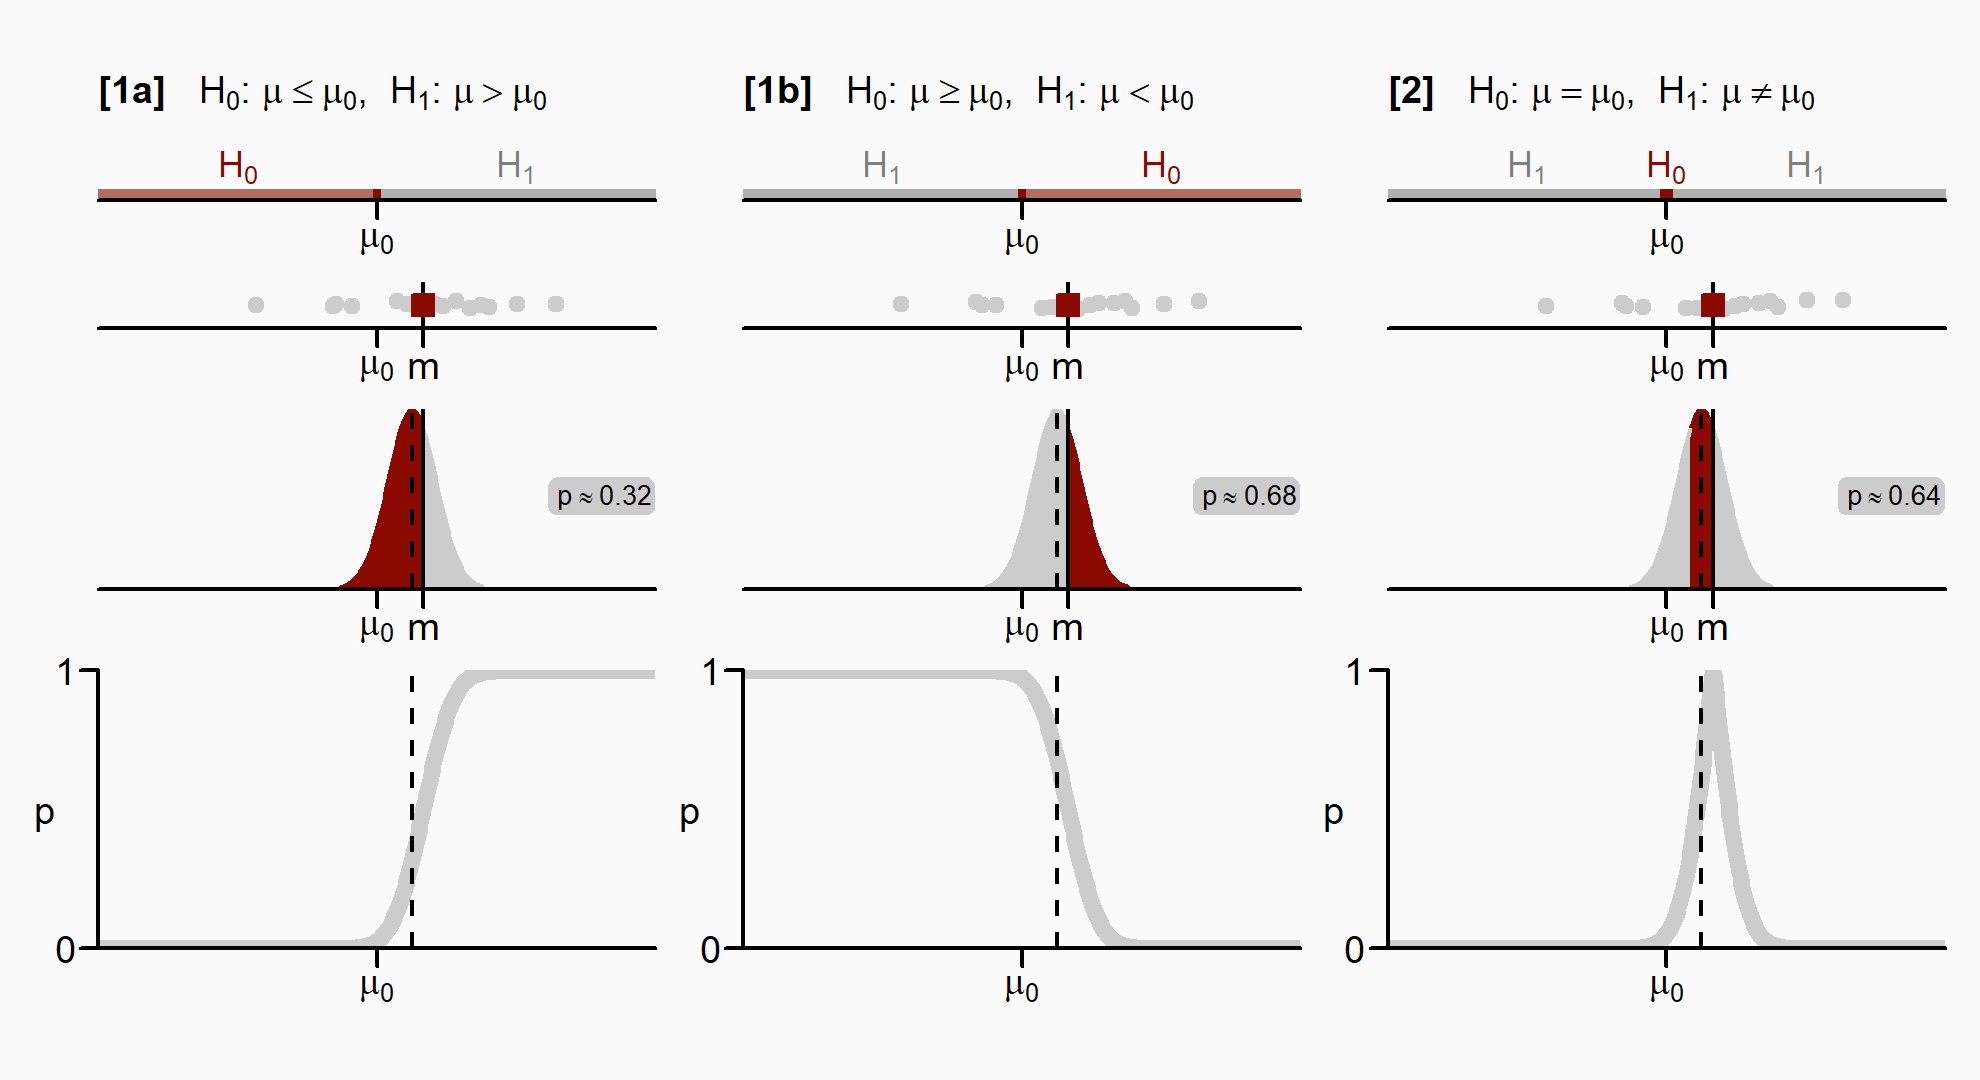 [1a] H₀: μ ≤ μ₀, H₁: μ > μ₀
H₀ H₁
μ₀
μ₀ m
p ≈ 0.32
μ₀ m
1
p
0
μ₀
[1b] H₀: μ ≥ μ₀, H₁: μ < μ₀
H₁ H₀
μ₀
μ₀ m
p ≈ 0.68
μ₀ m
1
p
0
μ₀
[2] H₀: μ = μ₀, H₁: μ ≠ μ₀
H₁ H₀ H₁
μ₀
μ₀ m
p ≈ 0.64
μ₀ m
1
p
0
μ₀